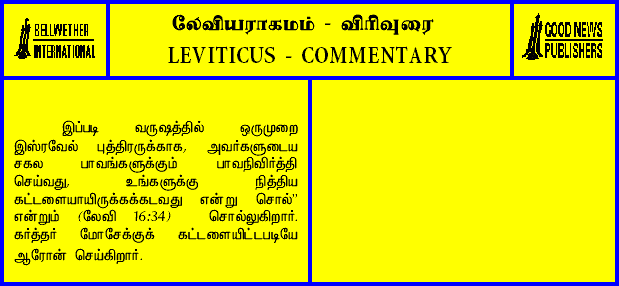 BELLWETHER
INTERNATIONAL
லேவியராகமம் - விரிவுரை
LEVITICUS - COMMENTARY
GOOD NEWS
PUBLISHERS
இப்படி வருஷத்தில் ஒருமுறை
இஸ்ரவேல் புத்திரருக்காக, அவர்களுடைய
சகல பாவங்களுக்கும் பாவநிவிர்த்தி
செய்வது, உங்களுக்கு நித்திய
கட்டளையாயிருக்கக்கடவது என்று சொல்”
என்றும் (லேவி 16:34) சொல்லுகிறார்.
கர்த்தர் மோசேக்குக் கட்டளையிட்டபடியே
ஆரோன் செய்கிறார்.